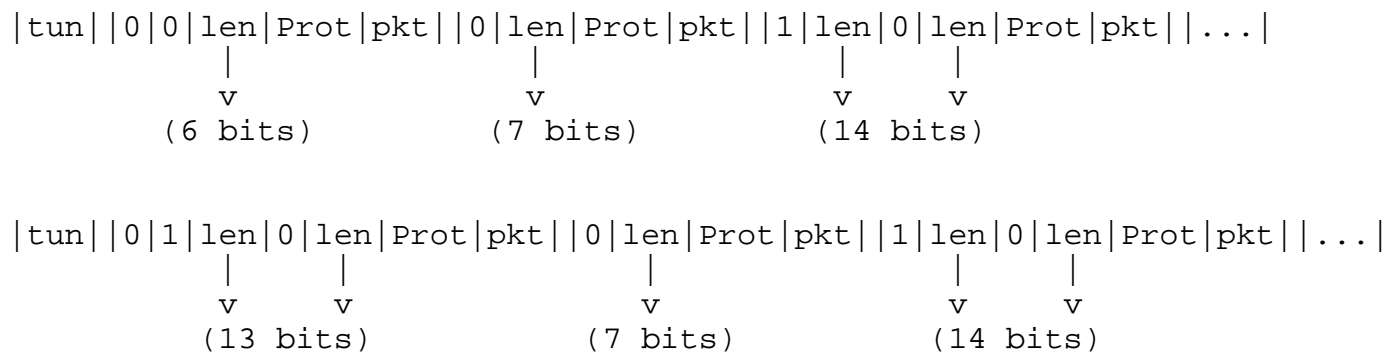 |tun||0|0|len|Prot|pkt||0|len|Prot|pkt||1|len|0|len|Prot|pkt||...|
| | | |
v v v v
(6 bits) (7 bits) (14 bits)
|tun||0|1|len|0|len|Prot|pkt||0|len|Prot|pkt||1|len|0|len|Prot|pkt||...|
| | | | |
v v v v v
(13 bits) (7 bits) (14 bits)